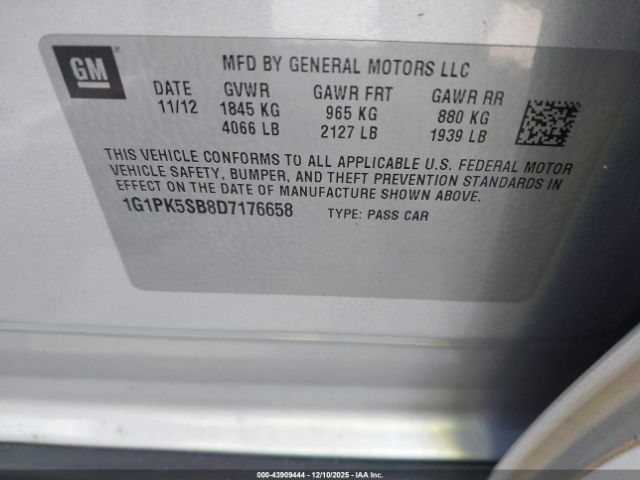 GM
MFD BY GENERAL MOTORS LLC
DATE GVWR GAWR FRT GAWR RR
11/12 1845 KG 965 KG 880 KG
4066 LB 2127 LB 1939 LB
THIS VEHICLE CONFORMS TO ALL APPLICABLE U.S. FEDERAL MOTOR
VEHICLE SAFETY, BUMPER, AND THEFT PREVENTION STANDARDS IN
EFFECT ON THE DATE OF MANUFACTURE SHOWN ABOVE.
1G1PK5SB8D7176658 TYPE: PASS CAR
000-43909444 - 12/10/2025 - IAA Inc.